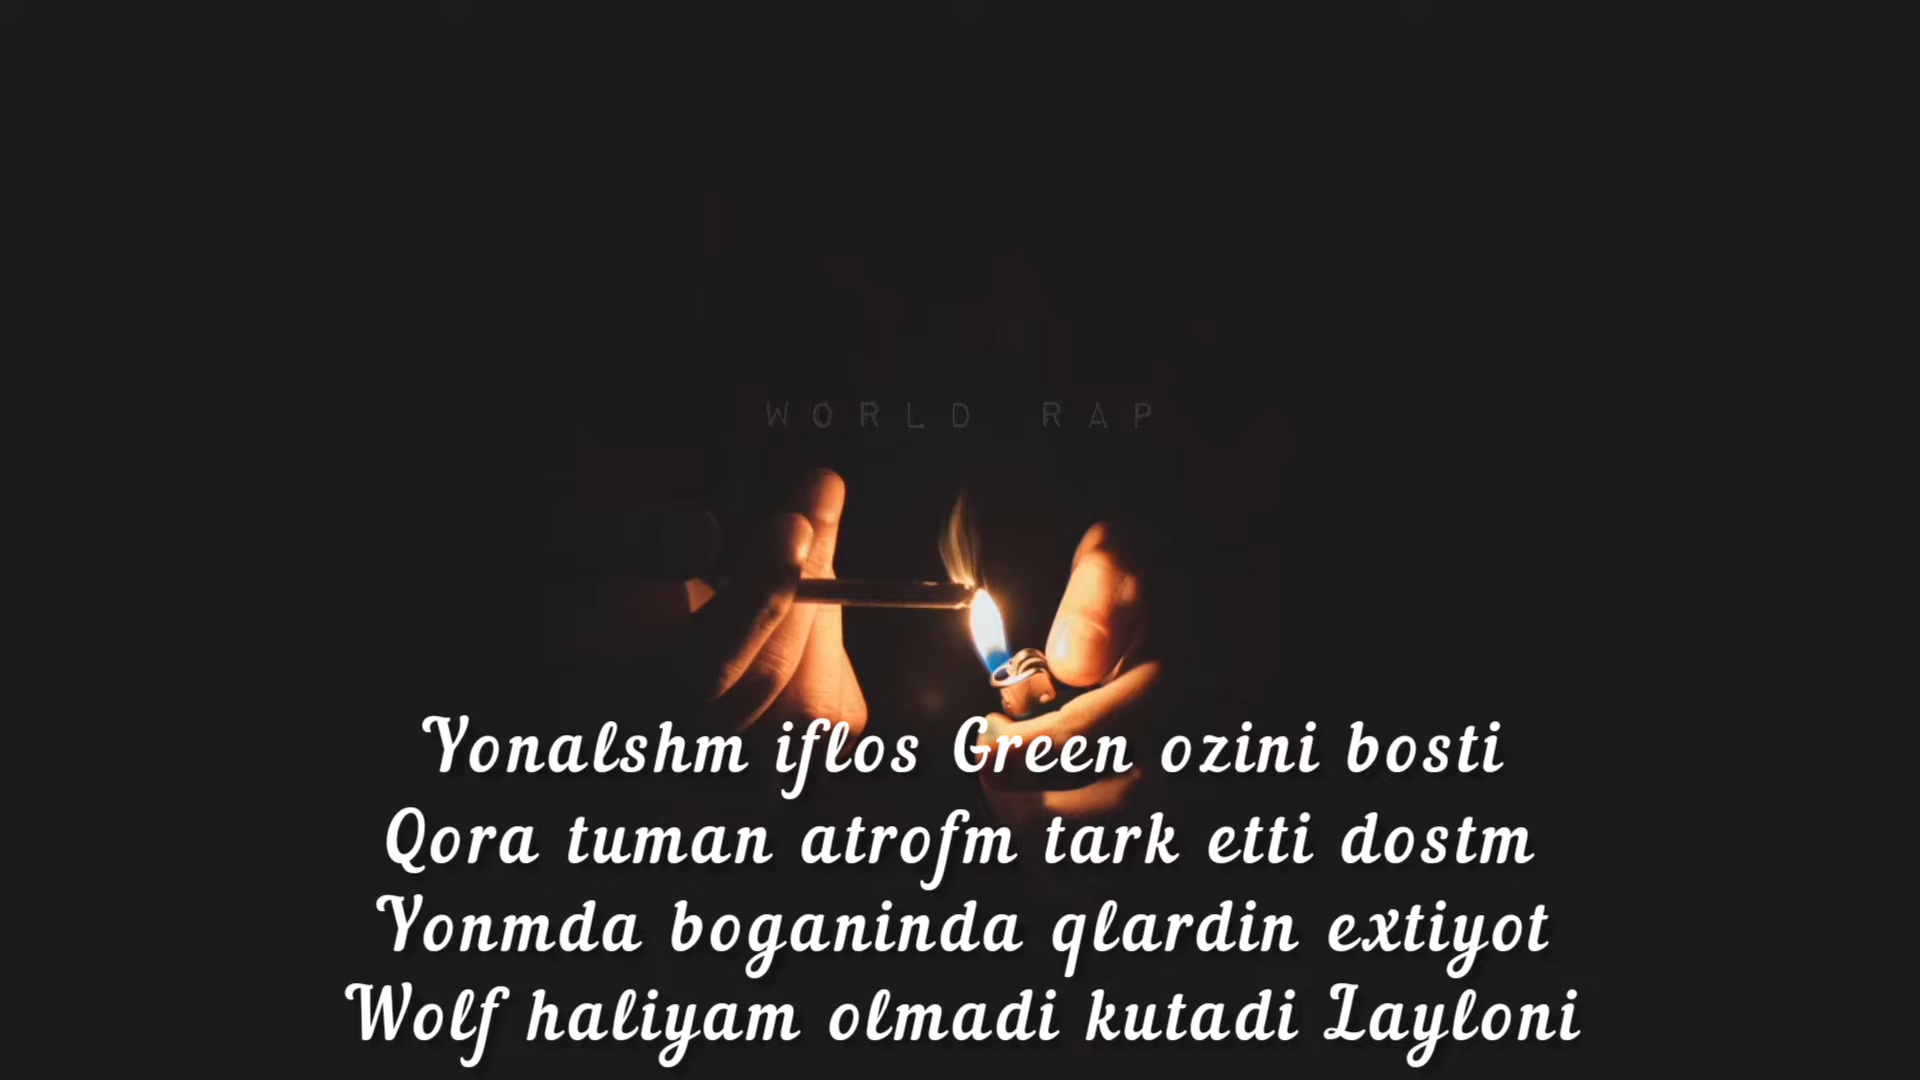 WORLD RAP
Yonalshm iflos Green ozini bosti
Qora tuman atrofm tark etti dostm
Yonmda boganinda qlardin extiyot
Wolf haliyam olmadi kutadi Layloni